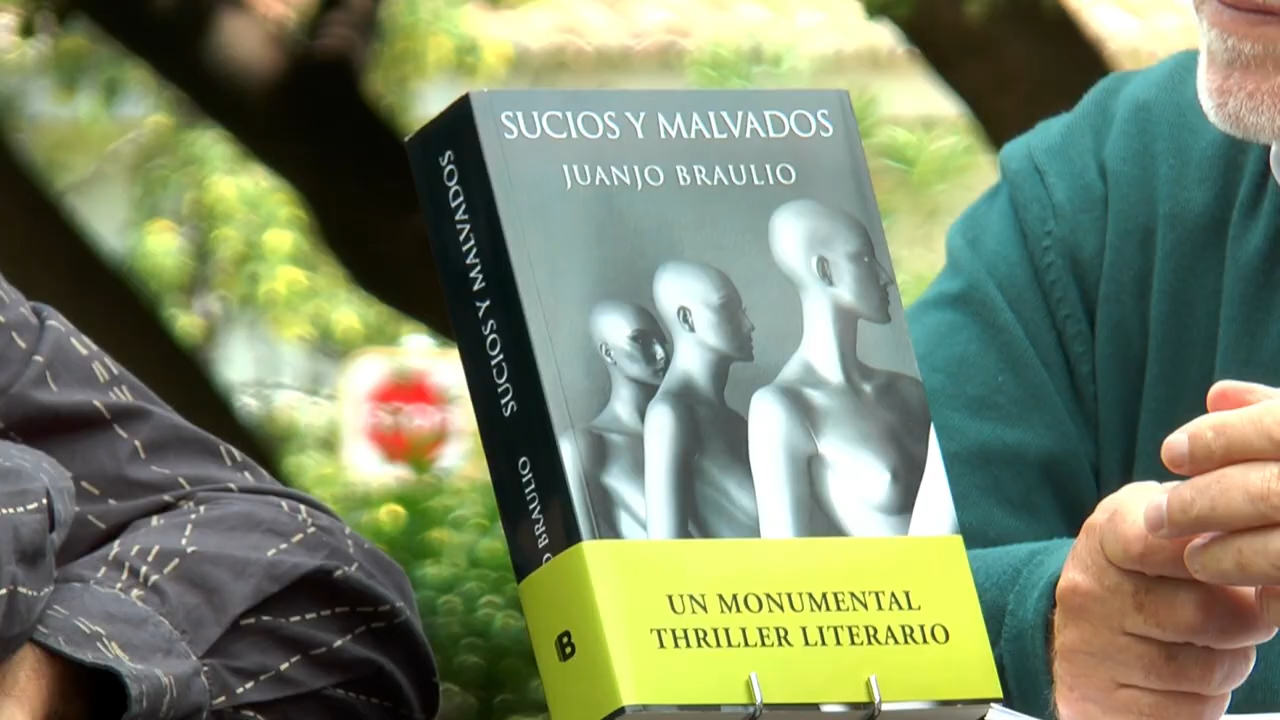 SUCIOS Y MALVADOS
JUANJO BRAULIO
SUCIOS Y MALVADOS
BRAULIO
B
UN MONUMENTAL
THRILLER LITERARIO